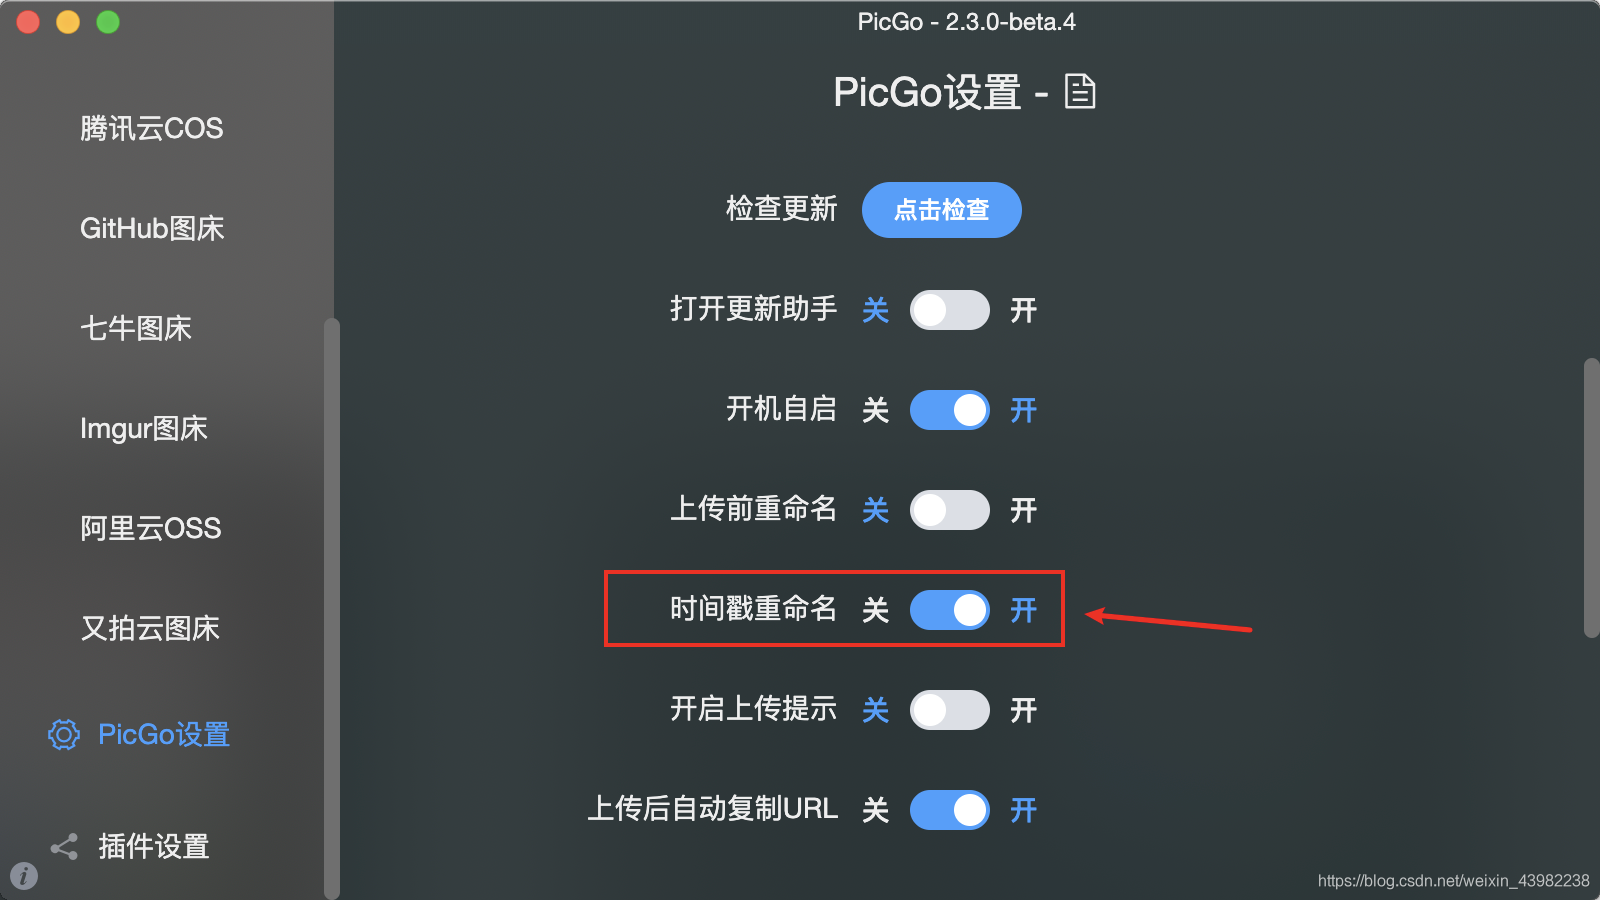 PicGo - 2.3.0-beta.4
腾讯云COS
GitHub图床
七牛图床
Imgur图床
阿里云OSS
又拍云图床
PicGo设置
插件设置
i
PicGo设置 -
检查更新 点击检查
打开更新助手 关 开
开机自启 关 开
上传前重命名 关 开
时间戳重命名 关 开
开启上传提示 关 开
上传后自动复制URL 关 开
https://blog.csdn.net/weixin_43982238